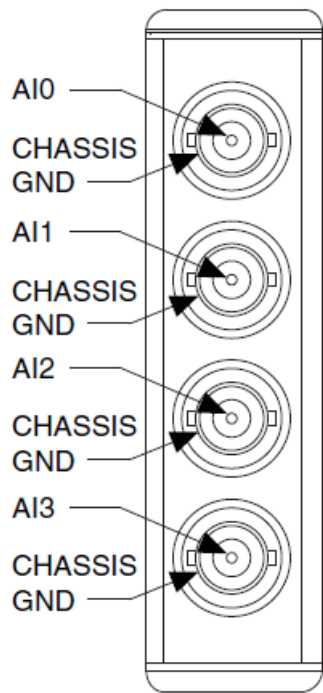 AI0
CHASSIS
GND
AI1
CHASSIS
GND
AI2
CHASSIS
GND
AI3
CHASSIS
GND